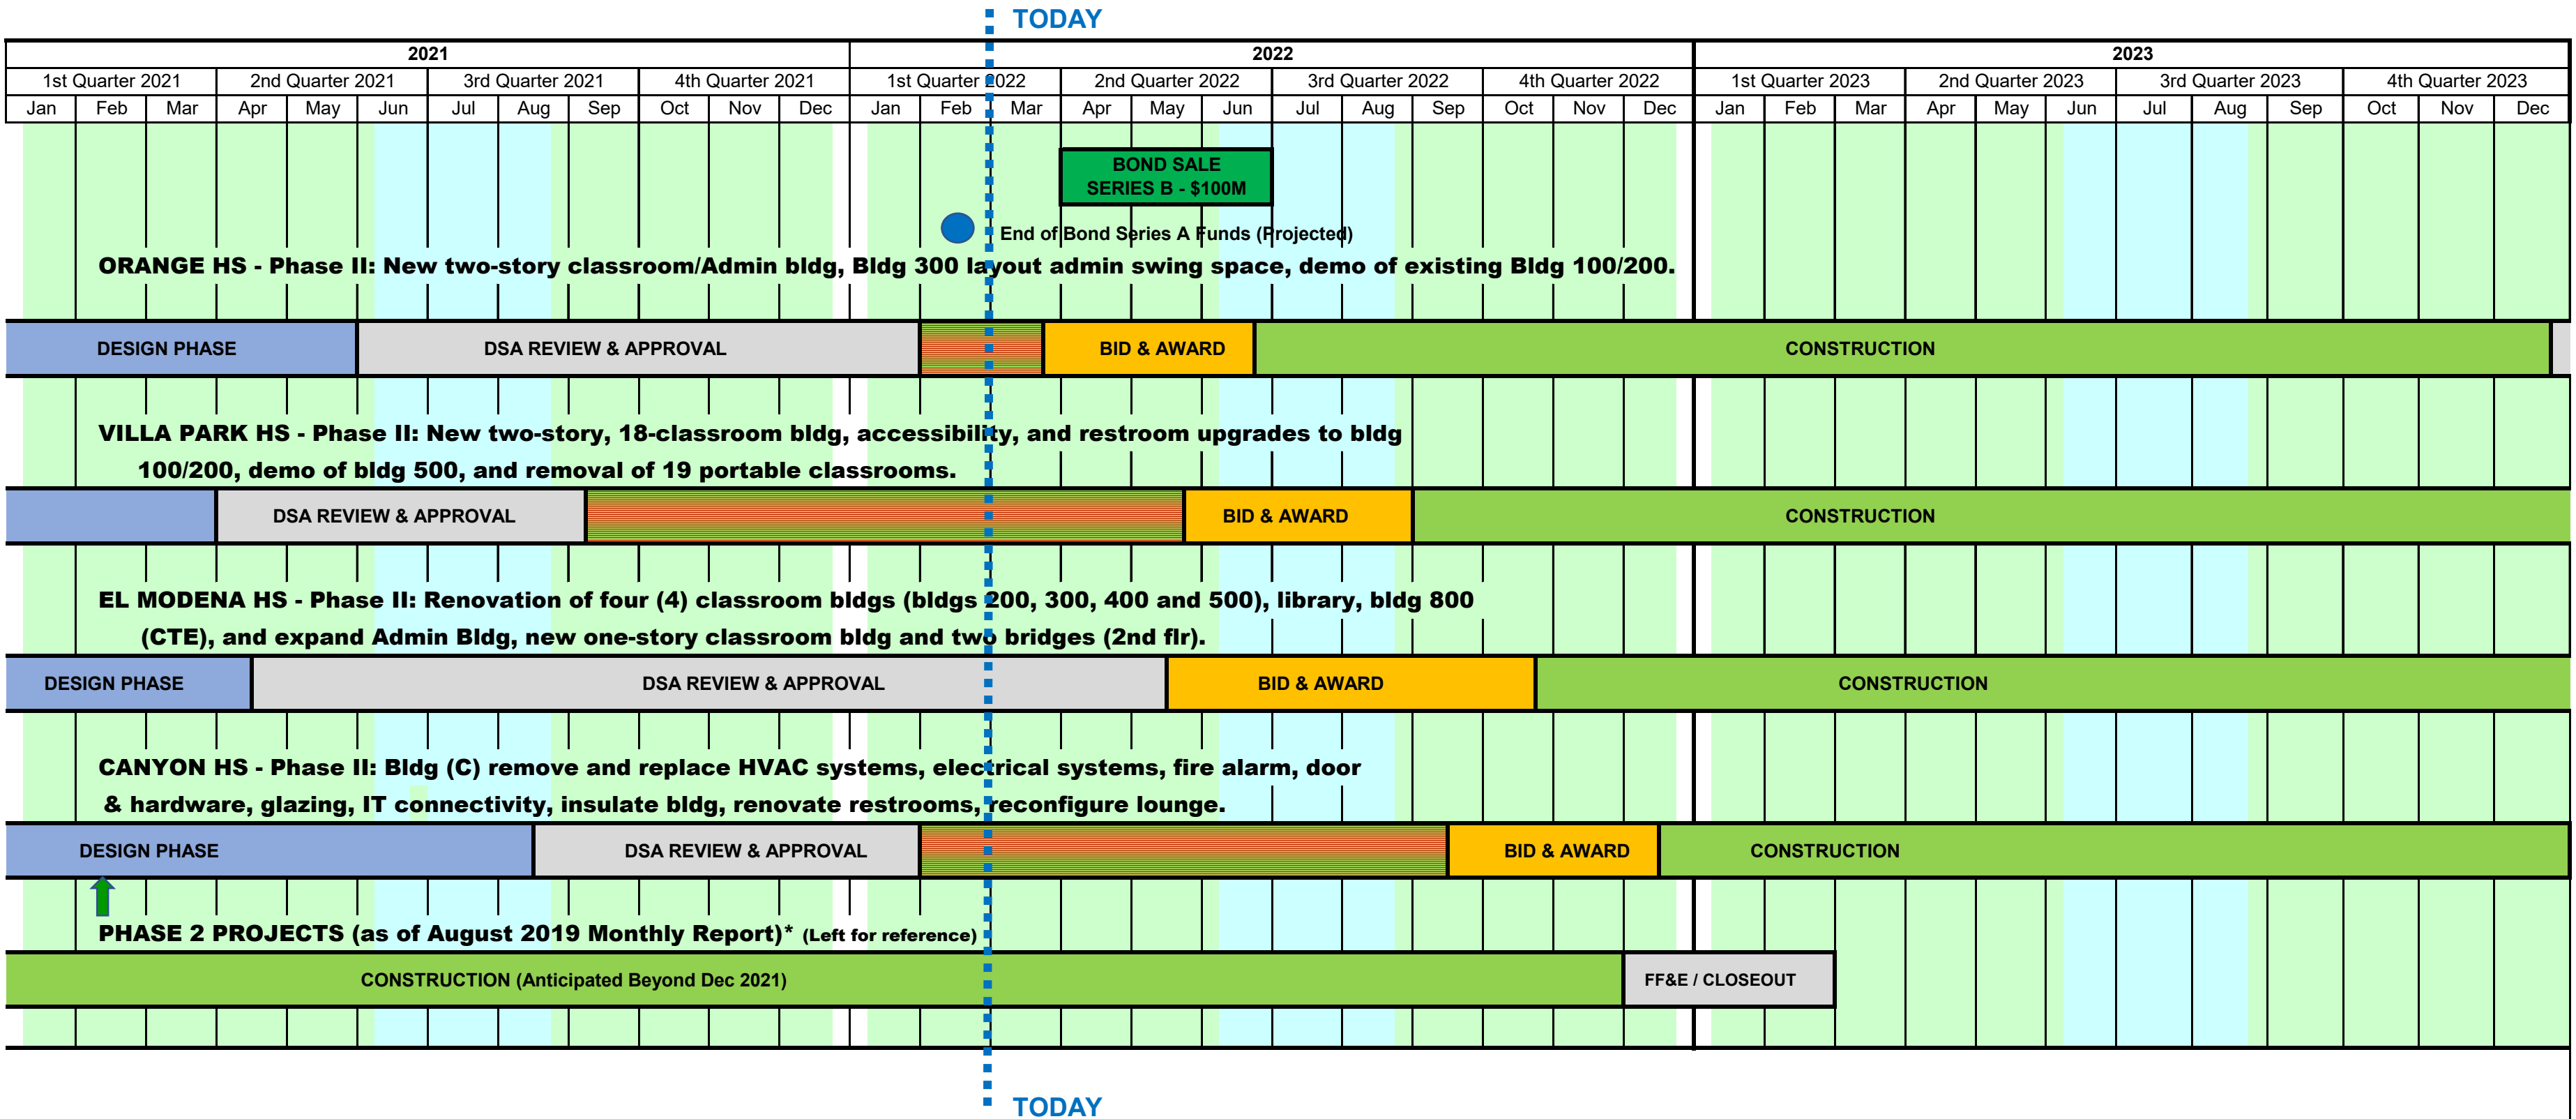 TODAY
2021 2022 2023
1st Quarter 2021 2nd Quarter 2021 3rd Quarter 2021 4th Quarter 2021 1st Quarter 2022 2nd Quarter 2022 3rd Quarter 2022 4th Quarter 2022 1st Quarter 2023 2nd Quarter 2023 3rd Quarter 2023 4th Quarter 2023
Jan Feb Mar Apr May Jun Jul Aug Sep Oct Nov Dec Jan Feb Mar Apr May Jun Jul Aug Sep Oct Nov Dec Jan Feb Mar Apr May Jun Jul Aug Sep Oct Nov Dec
BOND SALE
SERIES B - $100M
End of Bond Series A Funds (Projected)
ORANGE HS - Phase II: New two-story classroom/Admin bldg, Bldg 300 layout admin swing space, demo of existing Bldg 100/200.
DESIGN PHASE DSA REVIEW & APPROVAL BID & AWARD CONSTRUCTION
VILLA PARK HS - Phase II: New two-story, 18-classroom bldg, accessibility, and restroom upgrades to bldg
100/200, demo of bldg 500, and removal of 19 portable classrooms.
DSA REVIEW & APPROVAL BID & AWARD CONSTRUCTION
EL MODENA HS - Phase II: Renovation of four (4) classroom bldgs (bldgs 200, 300, 400 and 500), library, bldg 800
(CTE), and expand Admin Bldg, new one-story classroom bldg and two bridges (2nd flr).
DESIGN PHASE DSA REVIEW & APPROVAL BID & AWARD CONSTRUCTION
CANYON HS - Phase II: Bldg (C) remove and replace HVAC systems, electrical systems, fire alarm, door
& hardware, glazing, IT connectivity, insulate bldg, renovate restrooms, reconfigure lounge.
DESIGN PHASE DSA REVIEW & APPROVAL BID & AWARD CONSTRUCTION
PHASE 2 PROJECTS (as of August 2019 Monthly Report)* (Left for reference)
CONSTRUCTION (Anticipated Beyond Dec 2021) FF&E / CLOSEOUT
TODAY